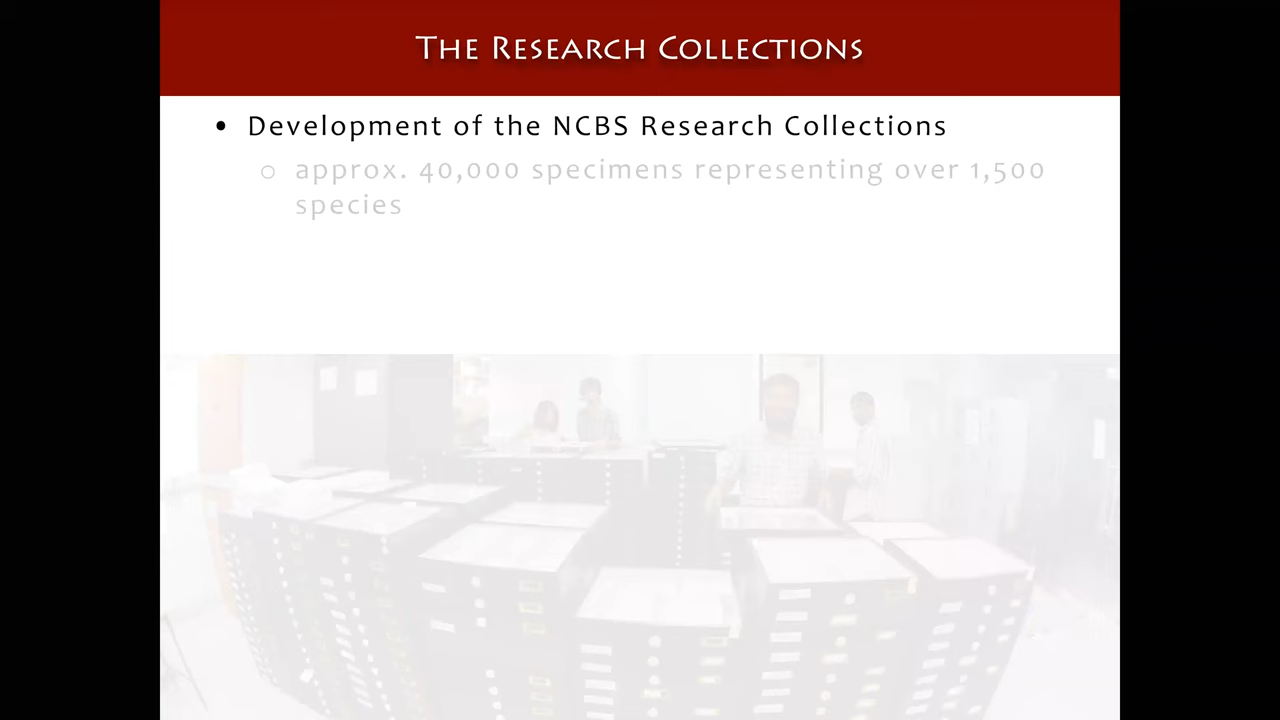 The Research Collections
• Development of the NCBS Research Collections
○ approx. 40,000 specimens representing over 1,500
species